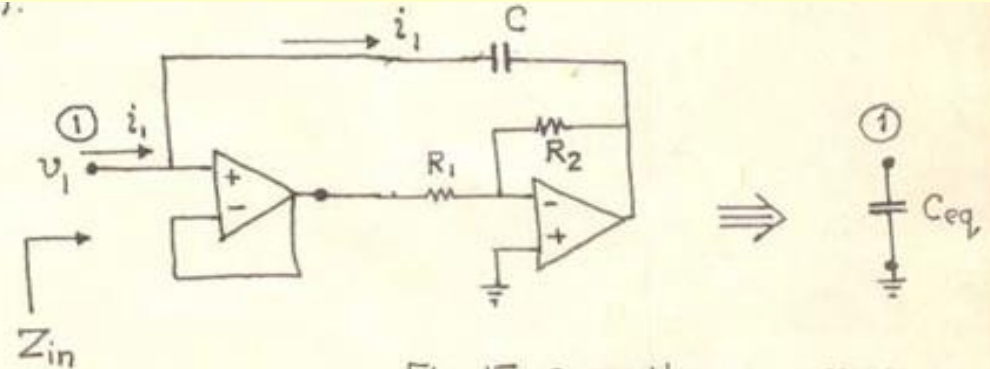 ).
i₁
C
① i₁
v₁
+
-
R₁
R₂
-
+
①
Ceq
Zin